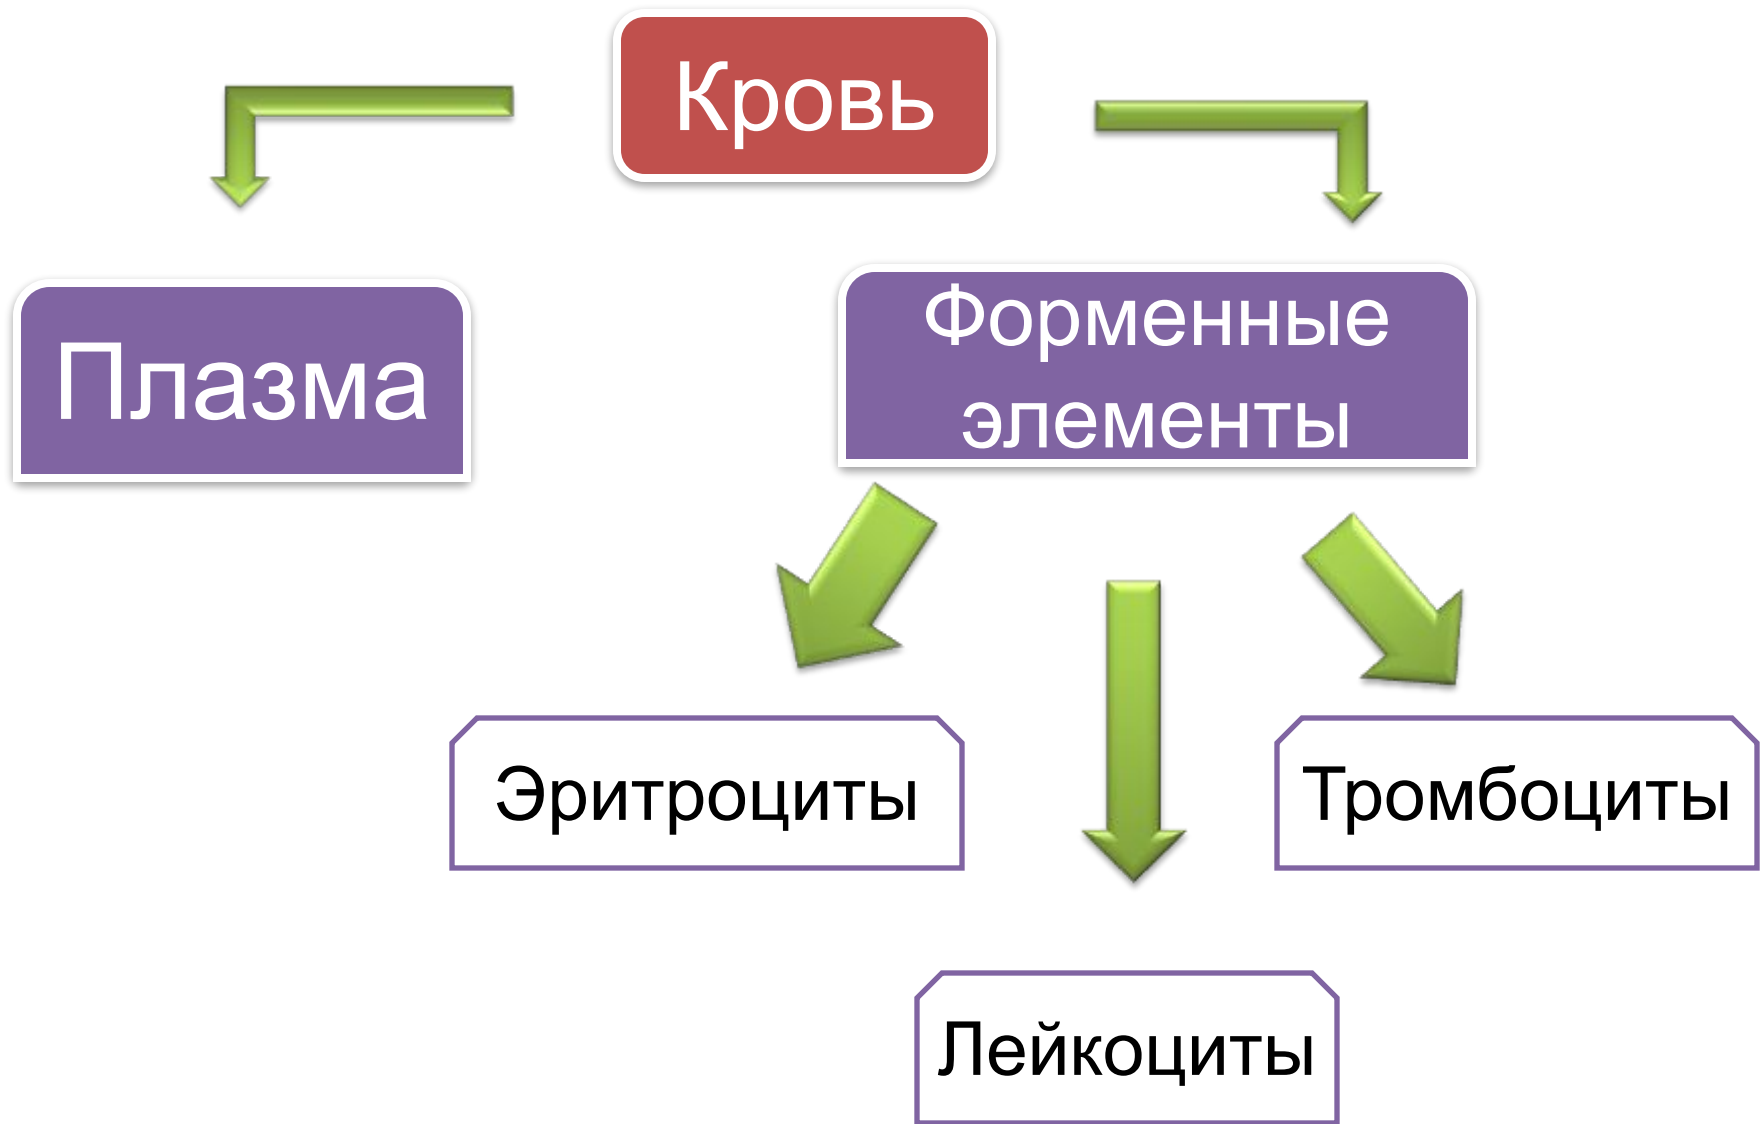 Кровь
Плазма
Форменные
элементы
Эритроциты
Тромбоциты
Лейкоциты